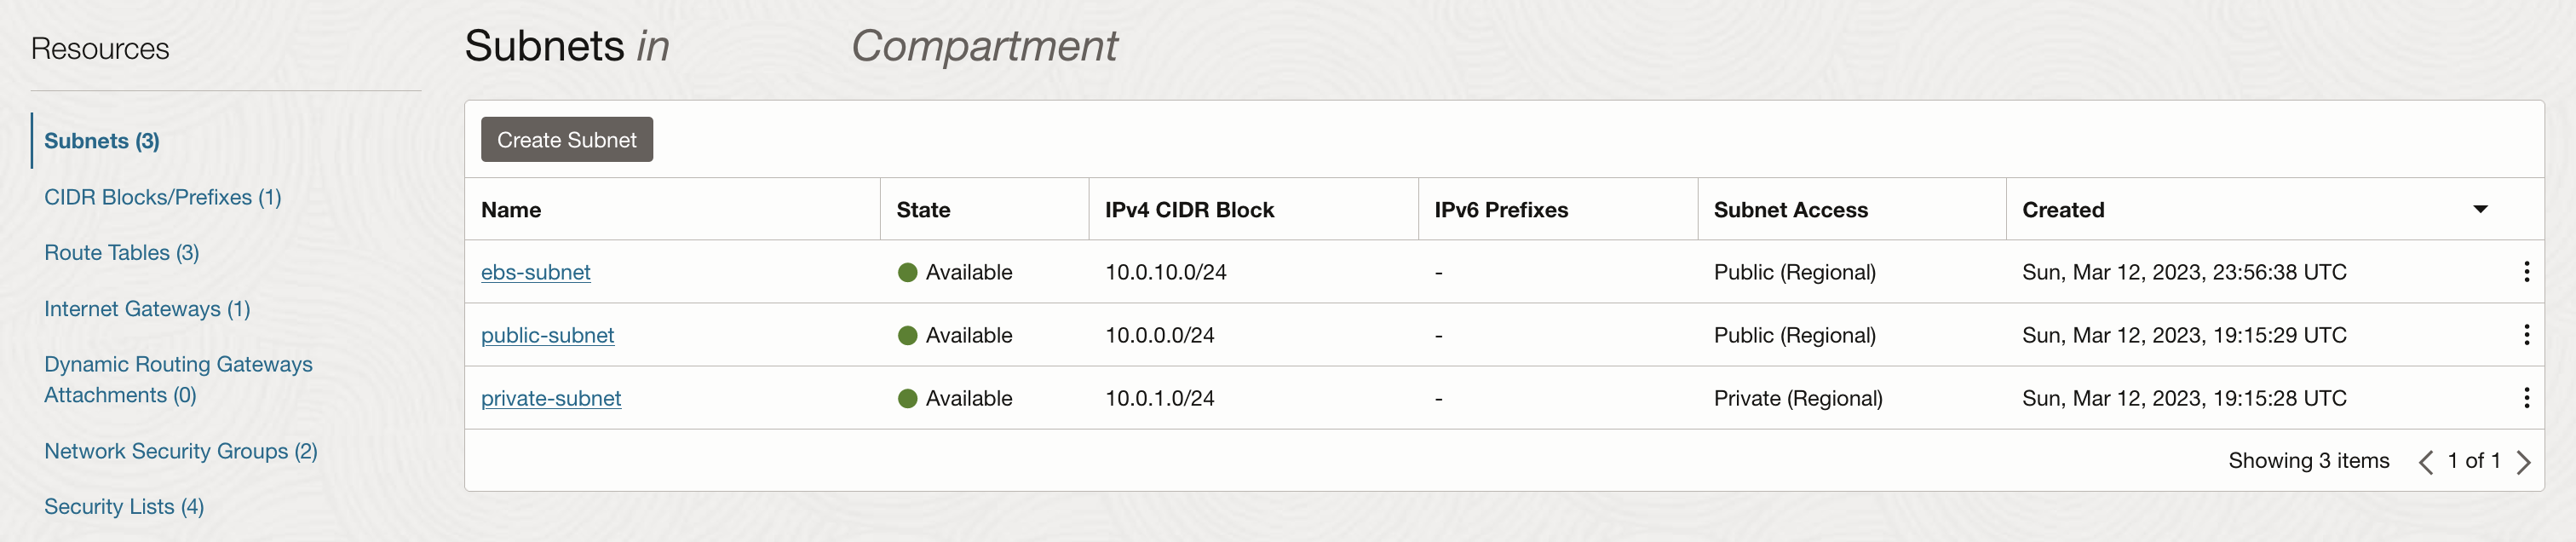 Resources
Subnets (3)
CIDR Blocks/Prefixes (1)
Route Tables (3)
Internet Gateways (1)
Dynamic Routing Gateways
Attachments (0)
Network Security Groups (2)
Security Lists (4)
Subnets in Compartment
Create Subnet
Name State IPv4 CIDR Block IPv6 Prefixes Subnet Access Created
ebs-subnet Available 10.0.10.0/24 - Public (Regional) Sun, Mar 12, 2023, 23:56:38 UTC
public-subnet Available 10.0.0.0/24 - Public (Regional) Sun, Mar 12, 2023, 19:15:29 UTC
private-subnet Available 10.0.1.0/24 - Private (Regional) Sun, Mar 12, 2023, 19:15:28 UTC
Showing 3 items 1 of 1